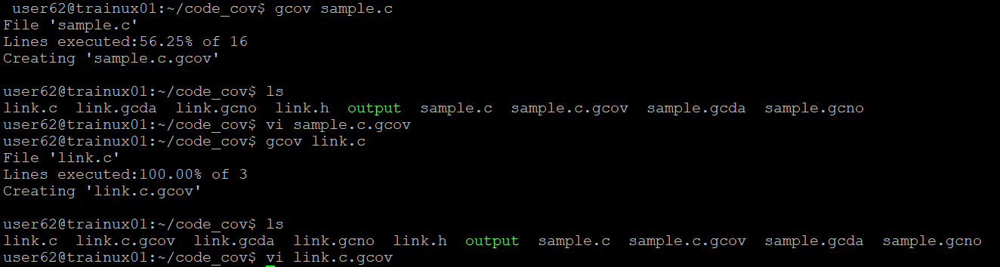 user62@trainux01:~/code_cov$ gcov sample.c
File 'sample.c'
Lines executed:56.25% of 16
Creating 'sample.c.gcov'
user62@trainux01:~/code_cov$ ls
link.c  link.gcda  link.gcno  link.h  output  sample.c  sample.c.gcov  sample.gcda  sample.gcno
user62@trainux01:~/code_cov$ vi sample.c.gcov
user62@trainux01:~/code_cov$ gcov link.c
File 'link.c'
Lines executed:100.00% of 3
Creating 'link.c.gcov'
user62@trainux01:~/code_cov$ ls
link.c  link.c.gcov  link.gcda  link.gcno  link.h  output  sample.c  sample.c.gcov  sample.gcda  sample.gcno
user62@trainux01:~/code_cov$ vi link.c.gcov